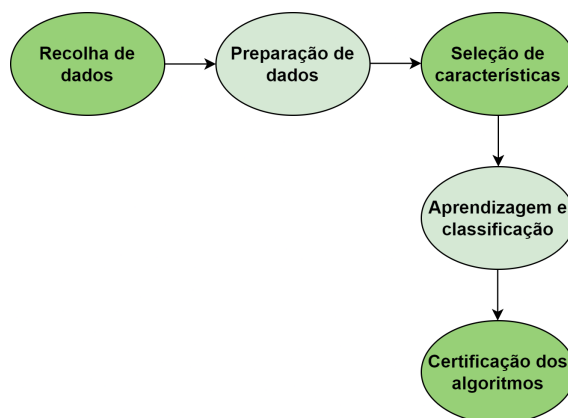 Recolha de
dados
Preparação de
dados
Seleção de
características
Aprendizagem e
classificação
Certificação dos
algoritmos